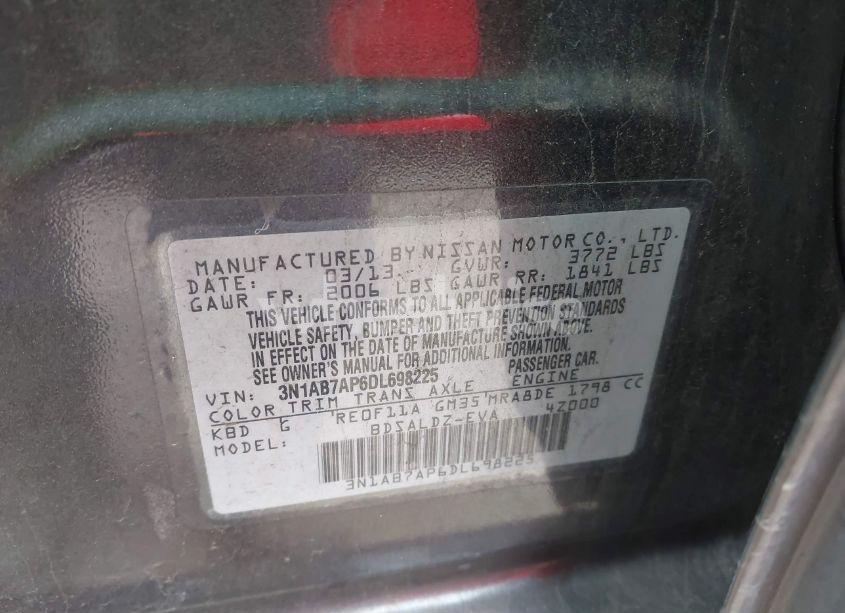 MANUFACTURED BY NISSAN MOTOR CO., LTD.
DATE: 03/13 GVWR: 3772 LBS
GAWR FR: 2006 LBS GAWR RR: 1841 LBS
THIS VEHICLE CONFORMS TO ALL APPLICABLE FEDERAL MOTOR
VEHICLE SAFETY, BUMPER AND THEFT PREVENTION STANDARDS
IN EFFECT ON THE DATE OF MANUFACTURE SHOWN ABOVE.
SEE OWNER'S MANUAL FOR ADDITIONAL INFORMATION.
VIN: 3N1AB7AP6DL698225 PASSENGER CAR.
COLOR TRIM TRANS AXLE ENGINE
KBD G RE0F11A GM35 MRA8DE 1798 CC
MODEL: BDSALDZ-EVA 4Z000
3N1AB7AP6DL698225